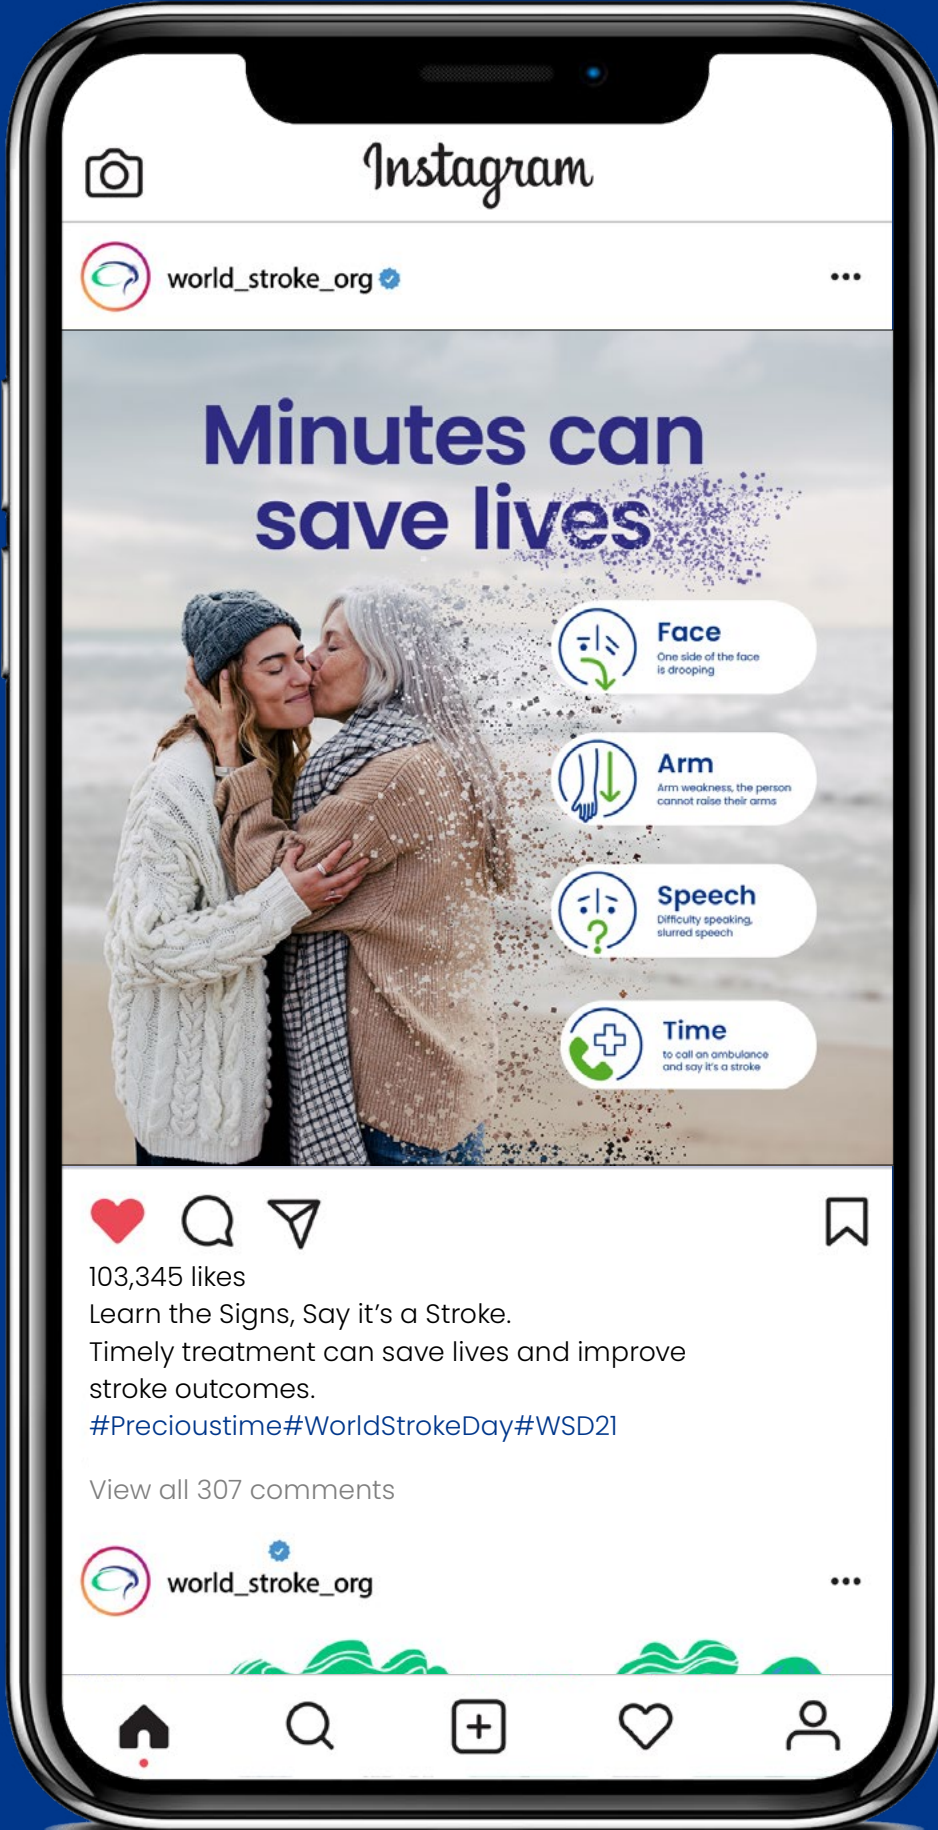 Instagram
world_stroke_org
Minutes can
save lives
Face
One side of the face
is drooping
Arm
Arm weakness, the person
cannot raise their arms
Speech
Difficulty speaking,
slurred speech
Time
to call an ambulance
and say it's a stroke
103,345 likes
Learn the Signs, Say it’s a Stroke.
Timely treatment can save lives and improve
stroke outcomes.
#Precioustime#WorldStrokeDay#WSD21
View all 307 comments
world_stroke_org